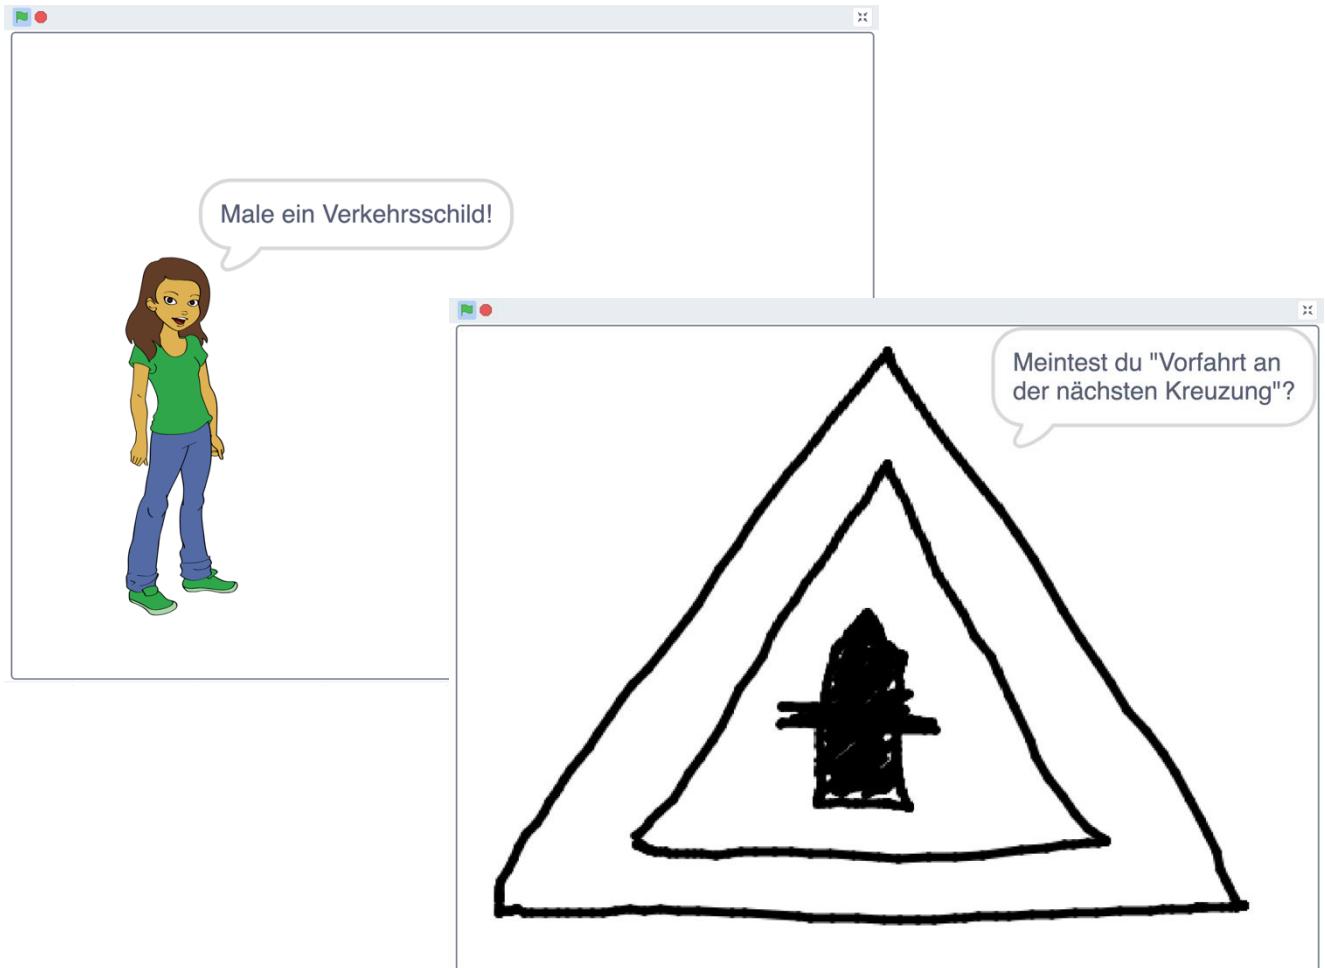 Male ein Verkehrsschild!
Meintest du "Vorfahrt an
der nächsten Kreuzung"?